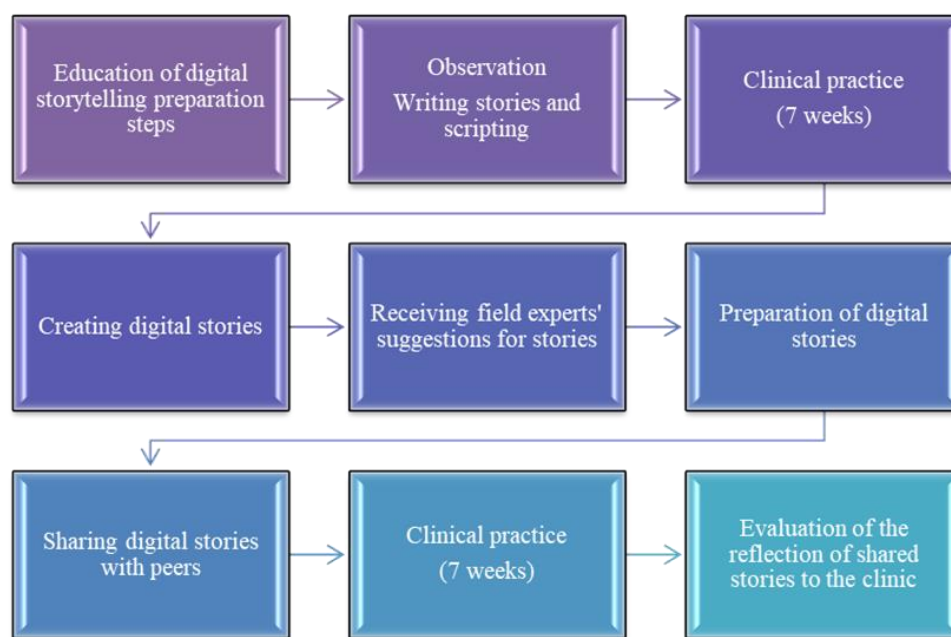 Education of digital
storytelling preparation
steps
Observation
Writing stories and
scripting
Clinical practice
(7 weeks)
Creating digital stories
Receiving field experts'
suggestions for stories
Preparation of digital
stories
Sharing digital stories
with peers
Clinical practice
(7 weeks)
Evaluation of the
reflection of shared
stories to the clinic